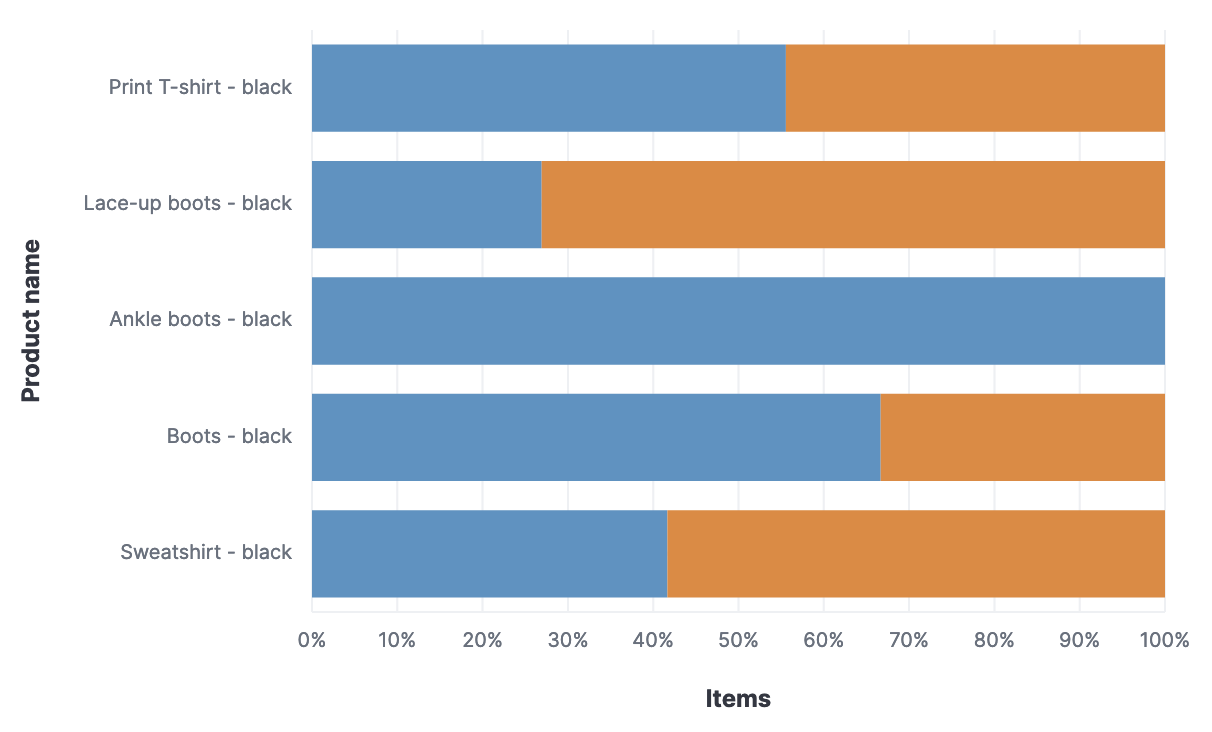 Product name
Print T-shirt - black
Lace-up boots - black
Ankle boots - black
Boots - black
Sweatshirt - black
0% 10% 20% 30% 40% 50% 60% 70% 80% 90% 100%
Items